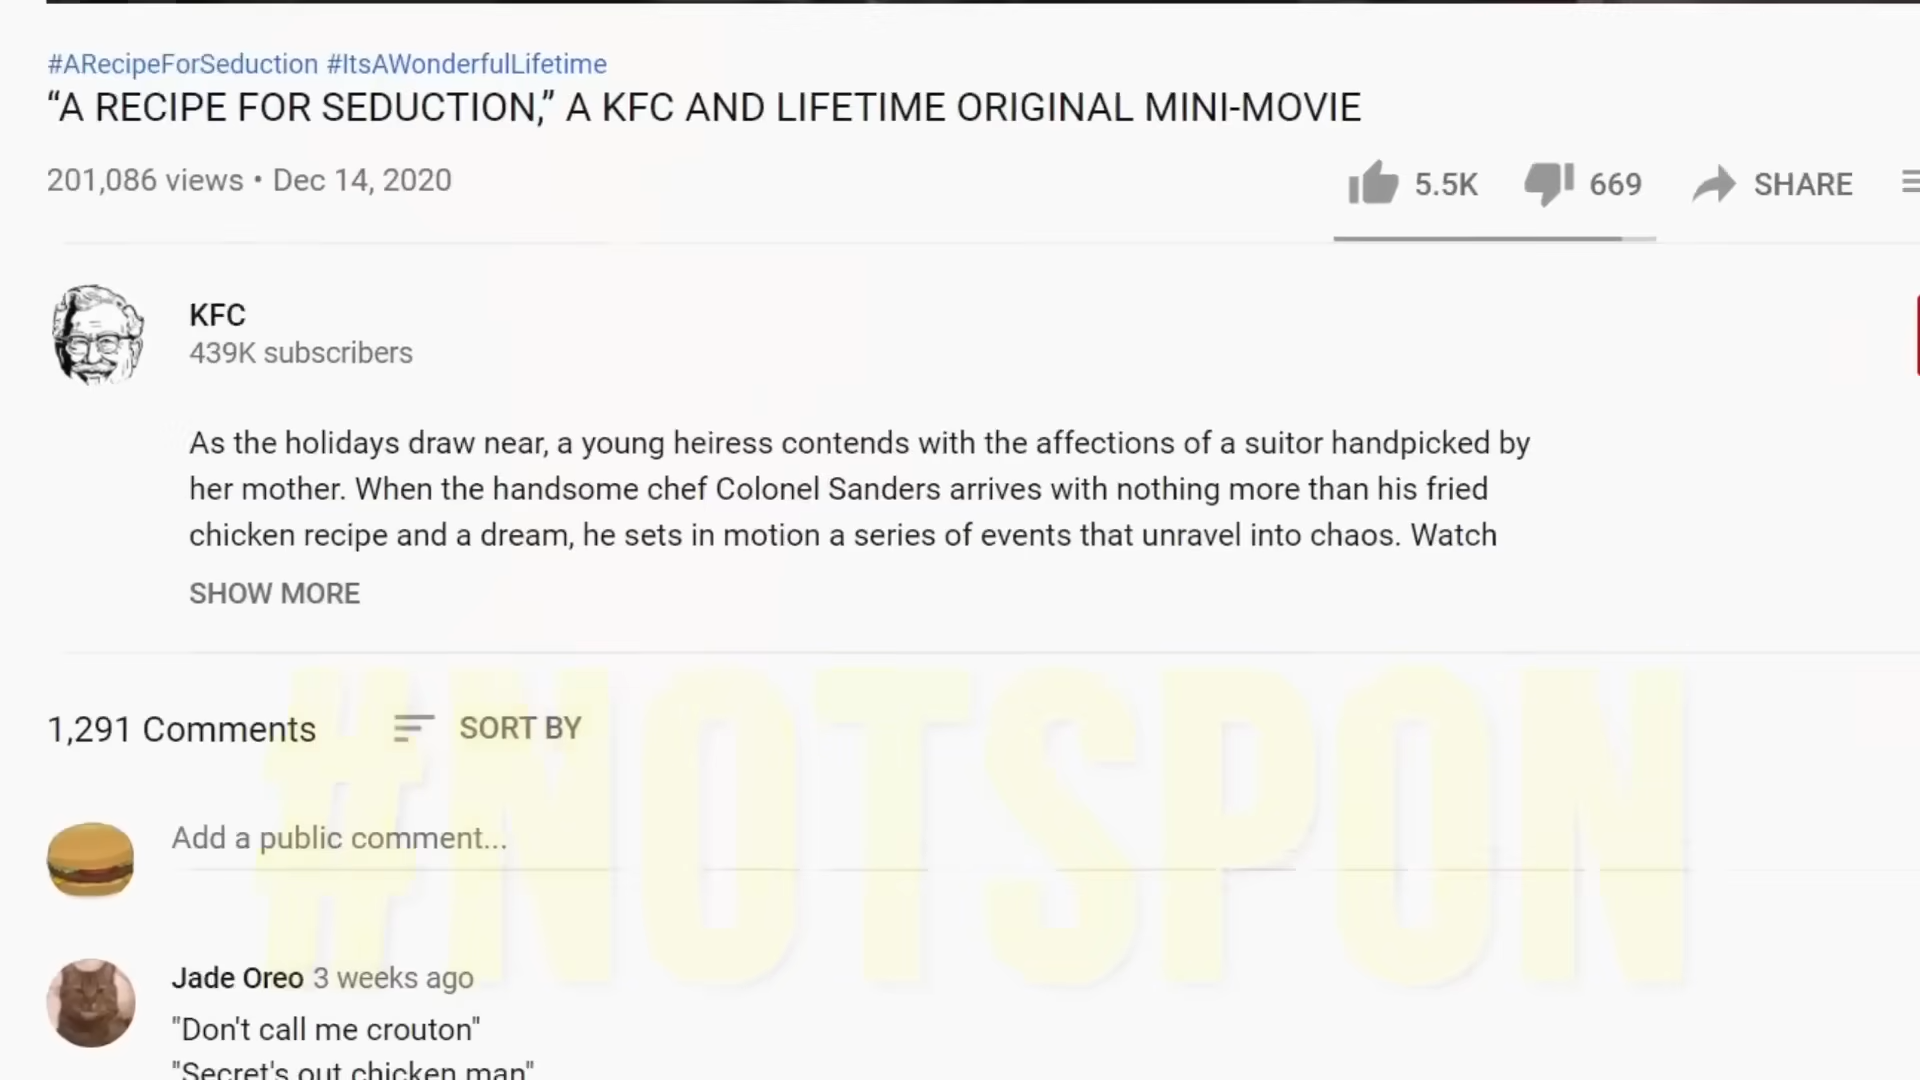 #ARecipeForSeduction #ItsAWonderfulLifetime
“A RECIPE FOR SEDUCTION,” A KFC AND LIFETIME ORIGINAL MINI-MOVIE
201,086 views • Dec 14, 2020
5.5K 669 SHARE
KFC
439K subscribers
As the holidays draw near, a young heiress contends with the affections of a suitor handpicked by
her mother. When the handsome chef Colonel Sanders arrives with nothing more than his fried
chicken recipe and a dream, he sets in motion a series of events that unravel into chaos. Watch
SHOW MORE
1,291 Comments SORT BY
#NOTSPON
Add a public comment...
Jade Oreo 3 weeks ago
"Don't call me crouton"
"Secret's out chicken man"